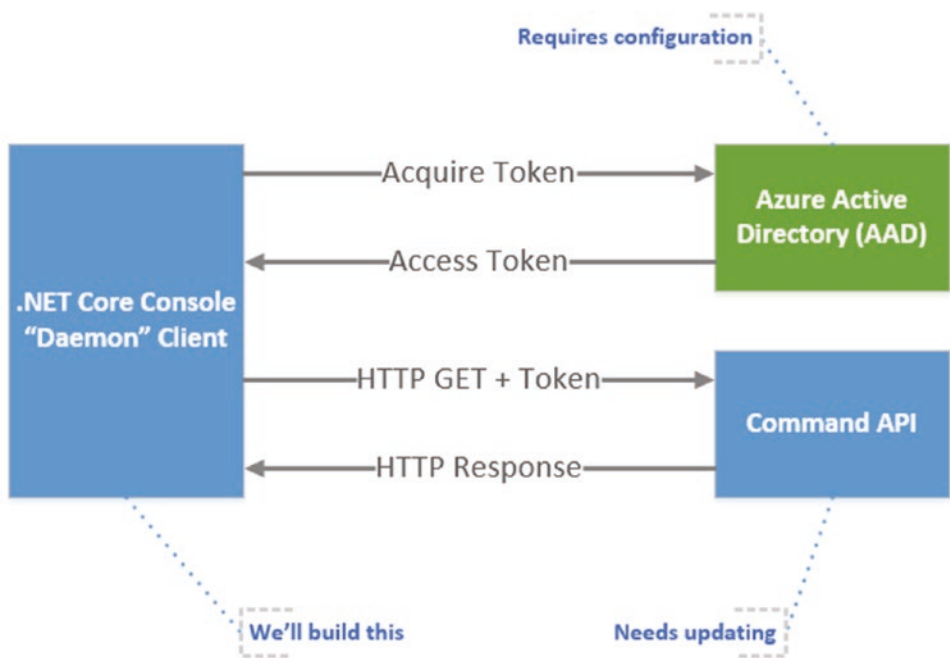 Requires configuration
Acquire Token
Azure Active
Directory (AAD)
Access Token
.NET Core Console
“Daemon” Client
HTTP GET + Token
Command API
HTTP Response
We’ll build this
Needs updating